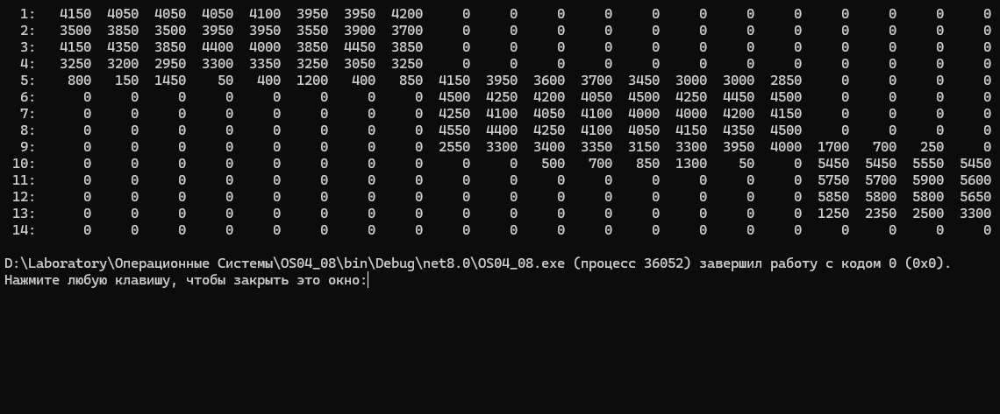 1: 4150 4050 4050 4050 4100 3950 3950 4200 0 0 0 0 0 0 0 0 0 0 0 0
2: 3500 3850 3500 3950 3950 3550 3900 3700 0 0 0 0 0 0 0 0 0 0 0 0
3: 4150 4350 3850 4400 4000 3850 4450 3850 0 0 0 0 0 0 0 0 0 0 0 0
4: 3250 3200 2950 3300 3350 3250 3050 3250 0 0 0 0 0 0 0 0 0 0 0 0
5: 800 150 1450 50 400 1200 400 850 4150 3950 3600 3700 3450 3000 3000 2850 0 0 0 0
6: 0 0 0 0 0 0 0 0 4500 4250 4200 4050 4500 4250 4450 4500 0 0 0 0
7: 0 0 0 0 0 0 0 0 4250 4100 4050 4100 4000 4000 4200 4150 0 0 0 0
8: 0 0 0 0 0 0 0 0 4550 4400 4250 4100 4050 4150 4350 4500 0 0 0 0
9: 0 0 0 0 0 0 0 0 2550 3300 3400 3350 3150 3300 3950 4000 1700 700 250 0
10: 0 0 0 0 0 0 0 0 0 0 500 700 850 1300 50 0 5450 5450 5550 5450
11: 0 0 0 0 0 0 0 0 0 0 0 0 0 0 0 0 5750 5700 5900 5600
12: 0 0 0 0 0 0 0 0 0 0 0 0 0 0 0 0 5850 5800 5800 5650
13: 0 0 0 0 0 0 0 0 0 0 0 0 0 0 0 0 1250 2350 2500 3300
14: 0 0 0 0 0 0 0 0 0 0 0 0 0 0 0 0 0 0 0 0
D:\Laboratory\Операционные Системы\OS04_08\bin\Debug\net8.0\OS04_08.exe (процесс 36052) завершил работу с кодом 0 (0x0).
Нажмите любую клавишу, чтобы закрыть это окно: